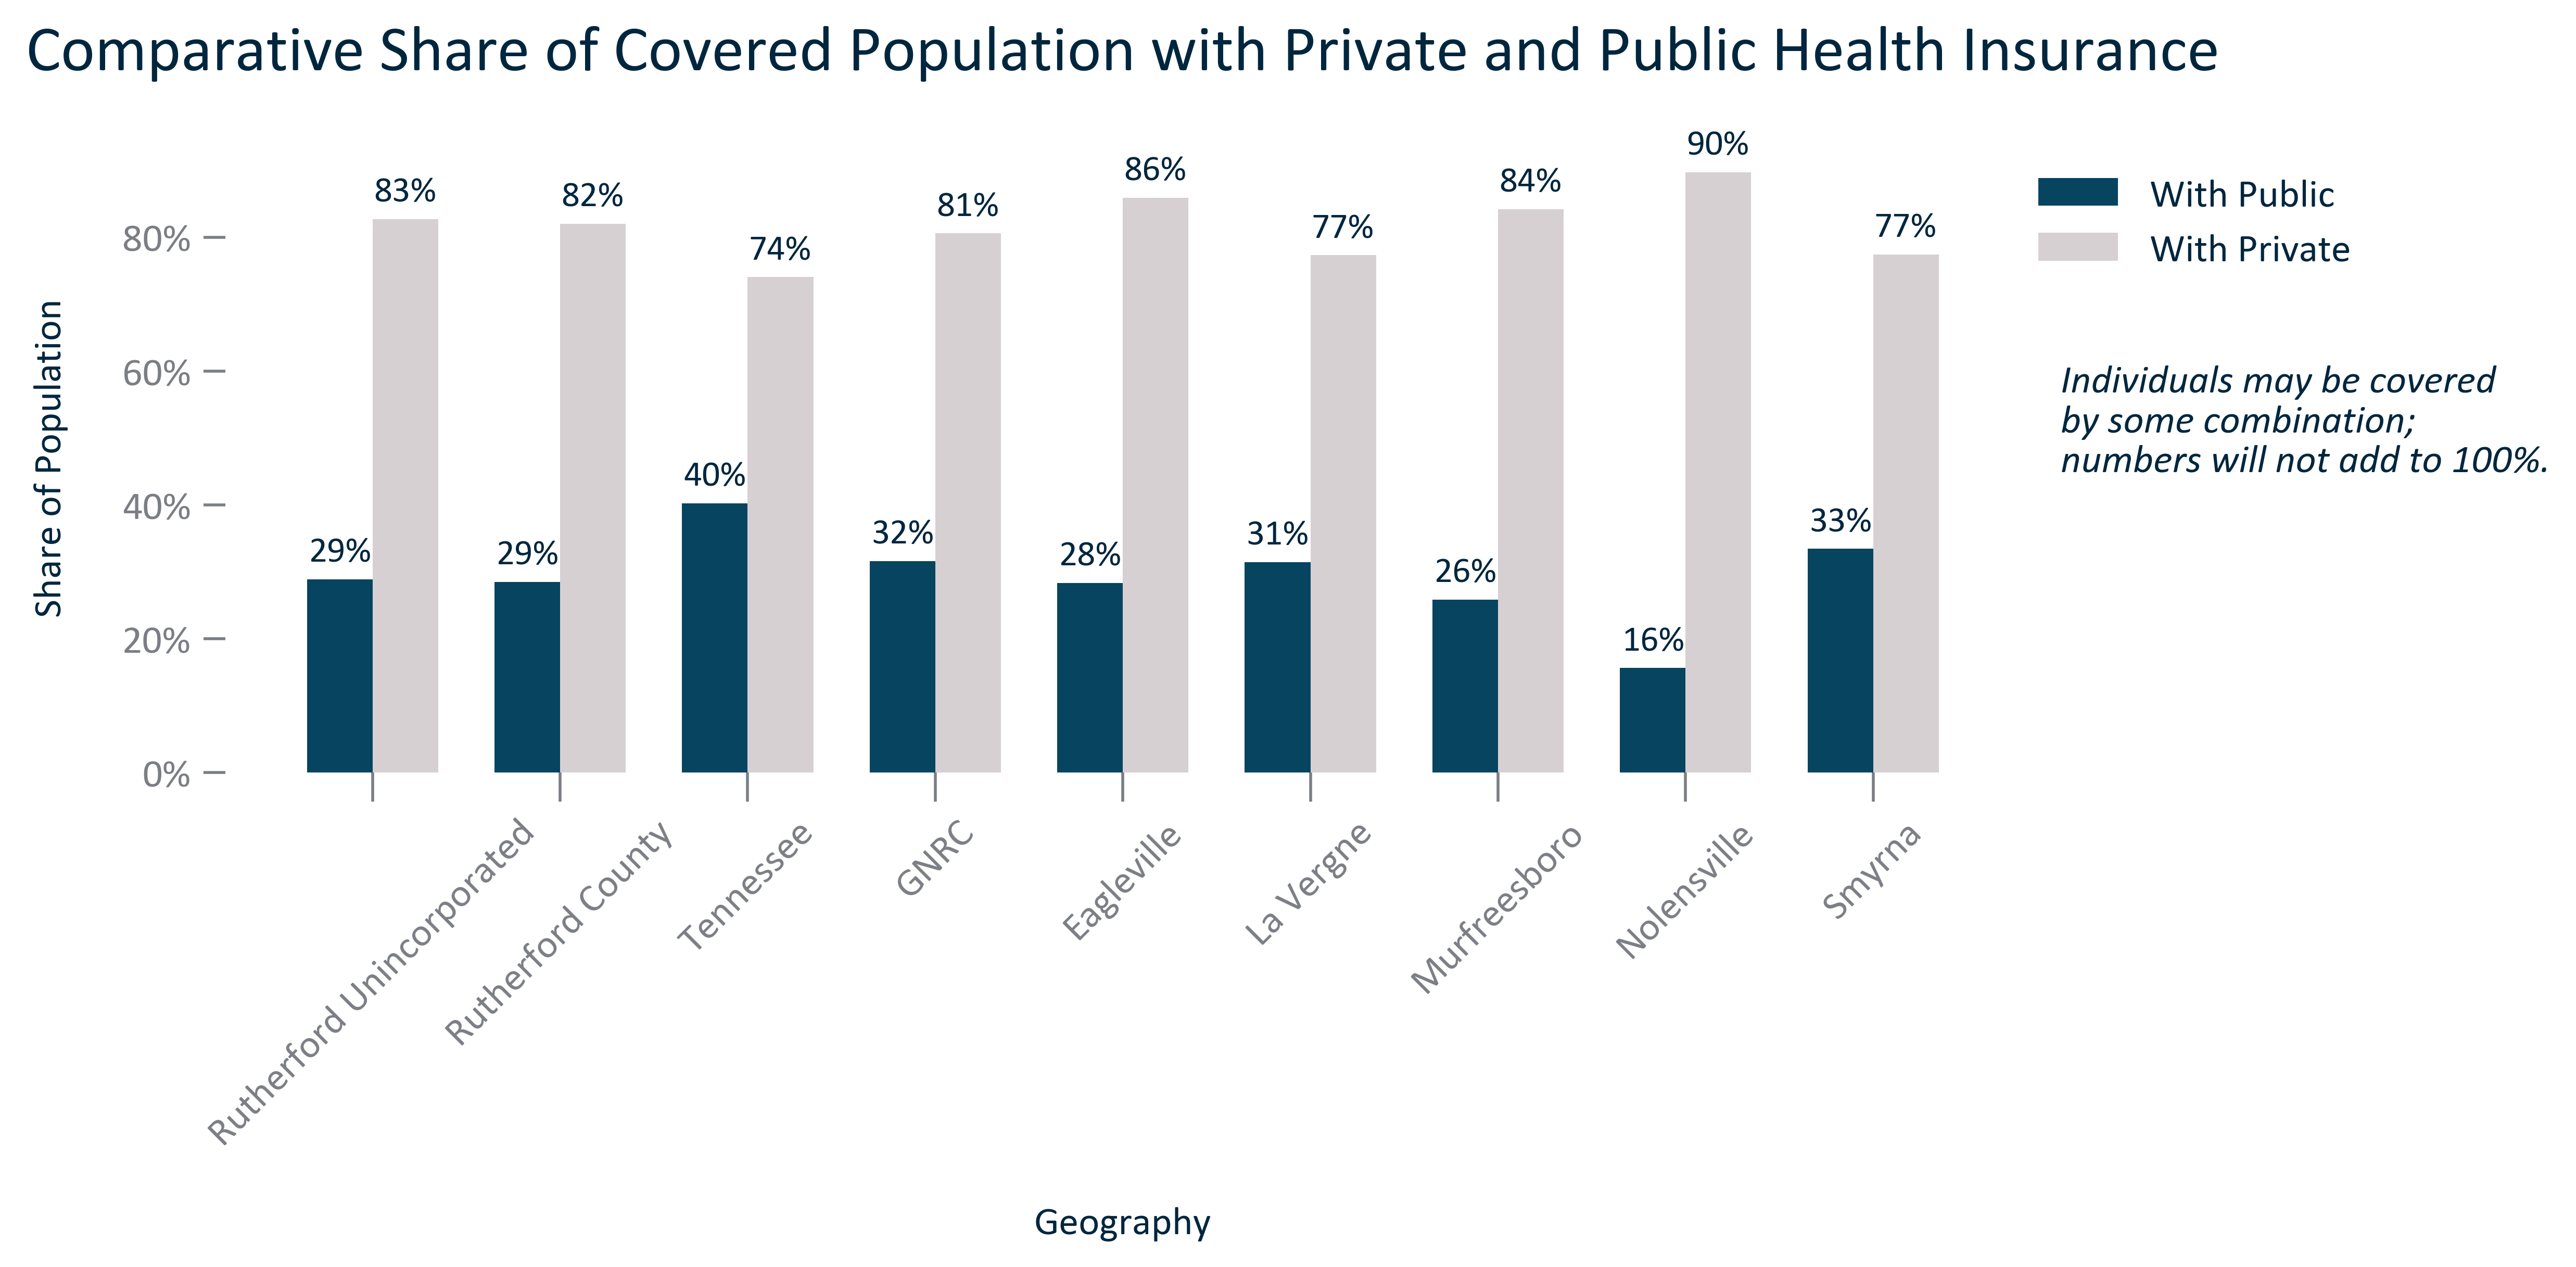 Comparative Share of Covered Population with Private and Public Health Insurance
Share of Population
80%
60%
40%
20%
0%
29%
83%
29%
82%
40%
74%
32%
81%
28%
86%
31%
77%
26%
84%
16%
90%
33%
77%
With Public
With Private
Individuals may be covered
by some combination;
numbers will not add to 100%.
Rutherford Unincorporated
Rutherford County
Tennessee
GNRC
Eagleville
La Vergne
Murfreesboro
Nolensville
Smyrna
Geography